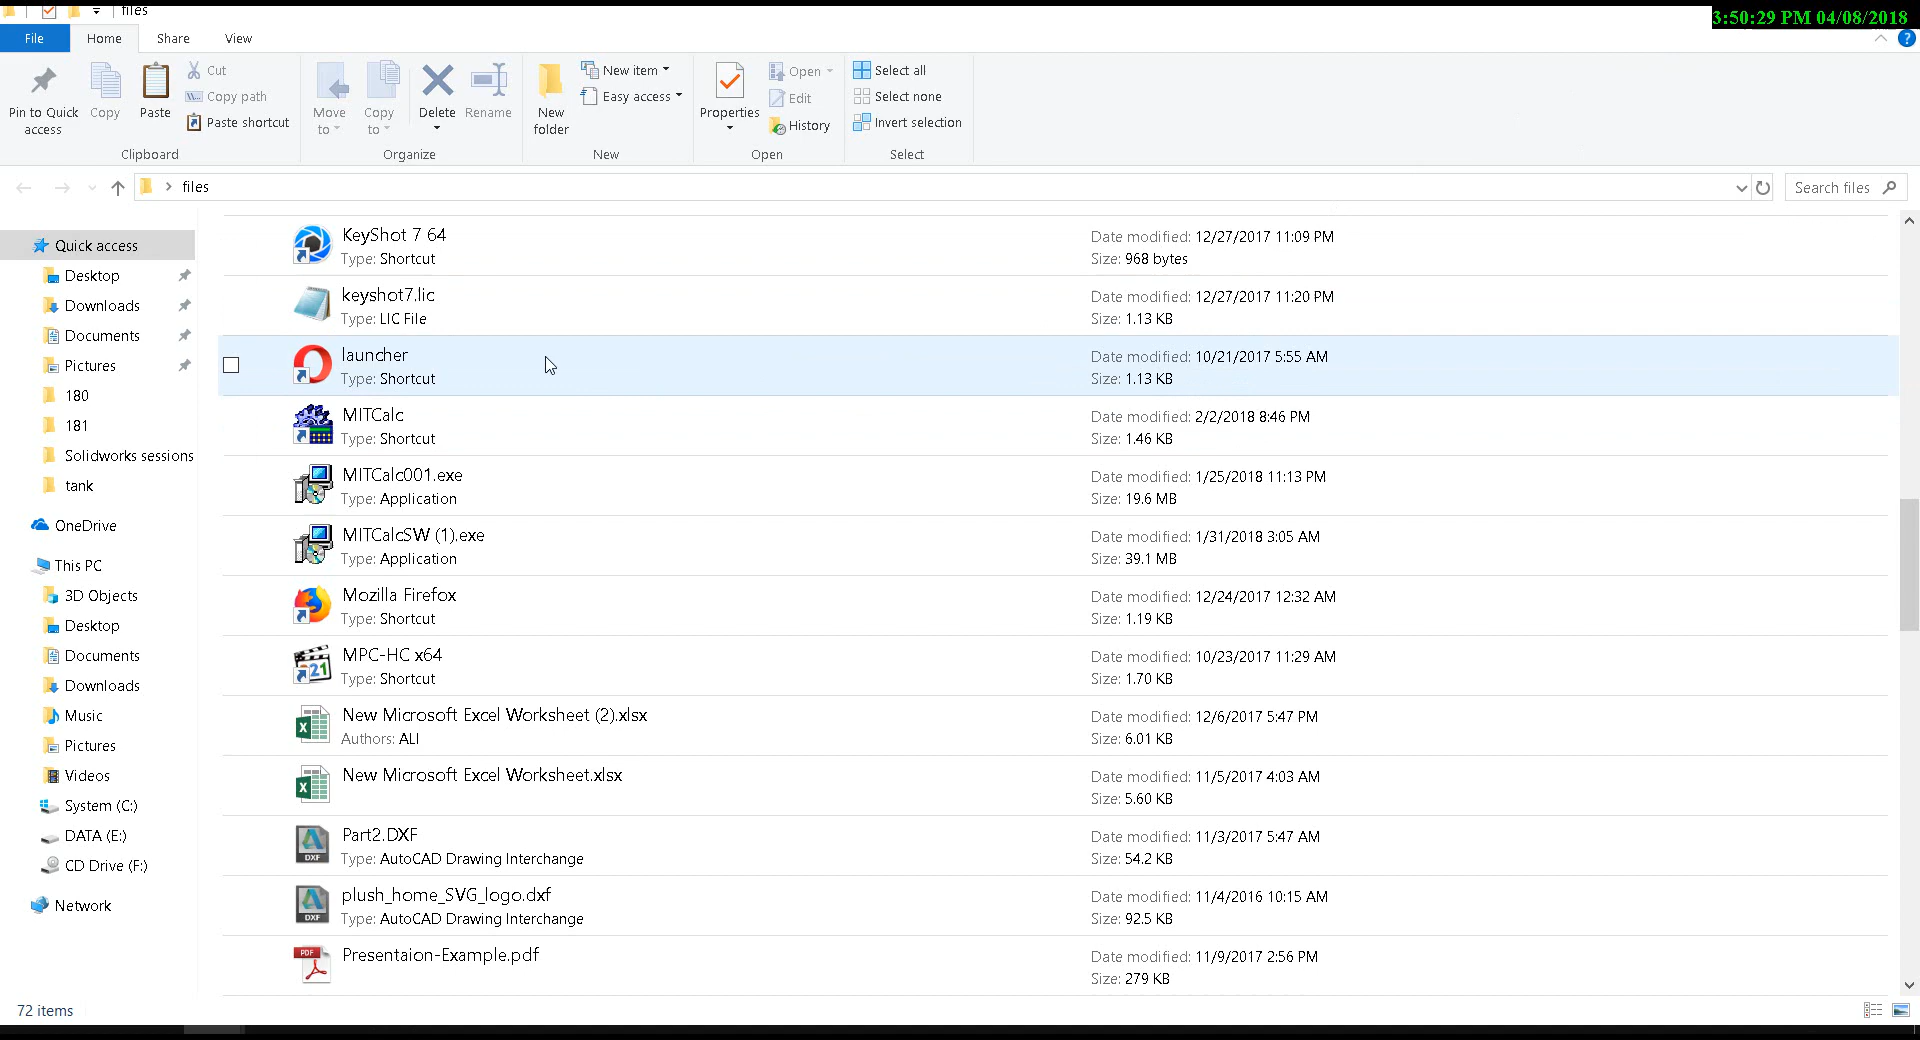 files
3:50:29 PM 04/08/2018
File
Home
Share
View
Pin to Quick access
Copy
Paste
Cut
Copy path
Paste shortcut
Clipboard
Move to
Copy to
Delete
Rename
Organize
New folder
New item
Easy access
New
Properties
Open
Edit
History
Open
Select all
Select none
Invert selection
Select
files
Search files
Quick access
Desktop
Downloads
Documents
Pictures
180
181
Solidworks sessions
tank
OneDrive
This PC
3D Objects
Desktop
Documents
Downloads
Music
Pictures
Videos
System (C:)
DATA (E:)
CD Drive (F:)
Network
KeyShot 7 64
Type: Shortcut
Date modified: 12/27/2017 11:09 PM
Size: 968 bytes
keyshot7.lic
Type: LIC File
Date modified: 12/27/2017 11:20 PM
Size: 1.13 KB
launcher
Type: Shortcut
Date modified: 10/21/2017 5:55 AM
Size: 1.13 KB
MITCalc
Type: Shortcut
Date modified: 2/2/2018 8:46 PM
Size: 1.46 KB
MITCalc001.exe
Type: Application
Date modified: 1/25/2018 11:13 PM
Size: 19.6 MB
MITCalcSW (1).exe
Type: Application
Date modified: 1/31/2018 3:05 AM
Size: 39.1 MB
Mozilla Firefox
Type: Shortcut
Date modified: 12/24/2017 12:32 AM
Size: 1.19 KB
MPC-HC x64
Type: Shortcut
Date modified: 10/23/2017 11:29 AM
Size: 1.70 KB
New Microsoft Excel Worksheet (2).xlsx
Authors: ALI
Date modified: 12/6/2017 5:47 PM
Size: 6.01 KB
New Microsoft Excel Worksheet.xlsx
Date modified: 11/5/2017 4:03 AM
Size: 5.60 KB
Part2.DXF
Type: AutoCAD Drawing Interchange
Date modified: 11/3/2017 5:47 AM
Size: 54.2 KB
plush_home_SVG_logo.dxf
Type: AutoCAD Drawing Interchange
Date modified: 11/4/2016 10:15 AM
Size: 92.5 KB
Presentaion-Example.pdf
Date modified: 11/9/2017 2:56 PM
Size: 279 KB
72 items